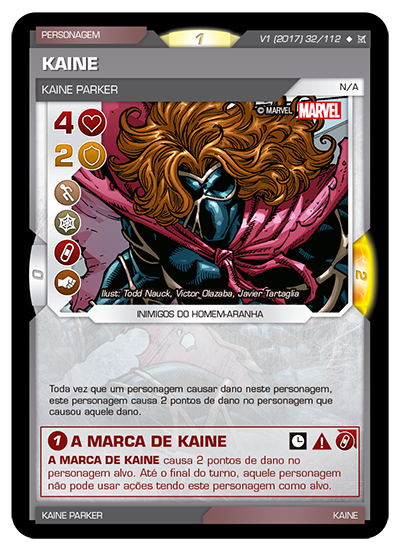 PERSONAGEM
1
V1 (2017) 32/112
KAINE
KAINE PARKER
N/A
© MARVEL MARVEL
4
2
0
2
Ilust: Todd Nauck, Victor Olazaba, Javier Tartaglia
INIMIGOS DO HOMEM-ARANHA
Toda vez que um personagem causar dano neste personagem,
este personagem causa 2 pontos de dano no personagem que
causou aquele dano.
1 A MARCA DE KAINE
A MARCA DE KAINE causa 2 pontos de dano no
personagem alvo. Até o final do turno, aquele personagem
não pode usar ações tendo este personagem como alvo.
KAINE PARKER
KAINE